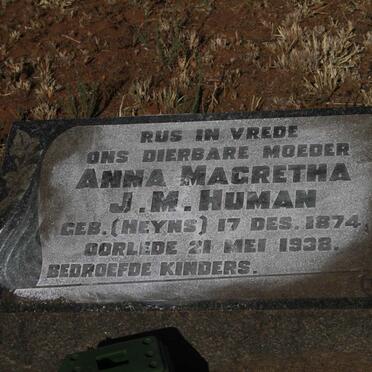 RUS IN VREDE
ONS DIERBARE MOEDER
ANNA MAGRETHA
J.M. HUMAN
GEB. (HEYNS) 17 DES. 1874
OORLEDE 21 MEI 1938.
BEDROEFDE KINDERS.